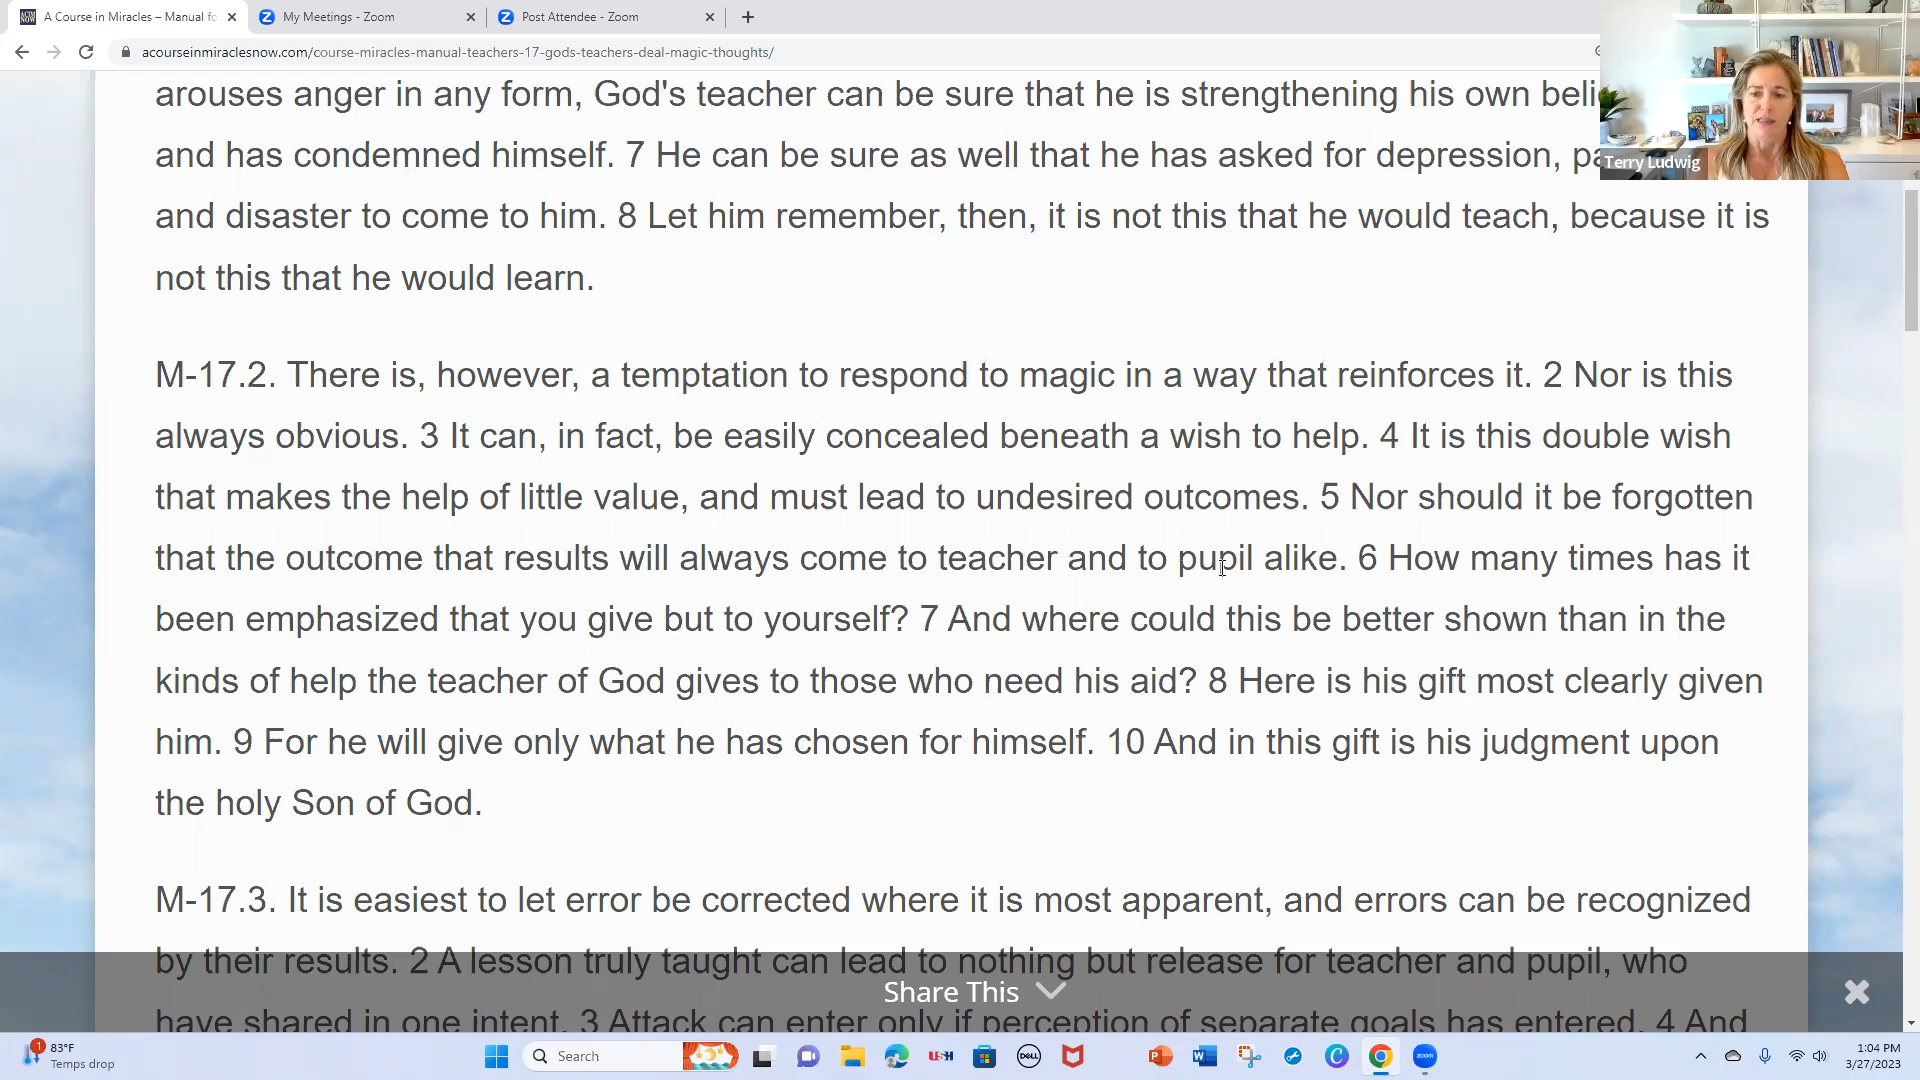 A Course in Miracles – Manual fo
My Meetings - Zoom
Post Attendee - Zoom
acourseinmiraclesnow.com/course-miracles-manual-teachers-17-gods-teachers-deal-magic-thoughts/
Terry Ludwig
arouses anger in any form, God's teacher can be sure that he is strengthening his own beli
and has condemned himself. 7 He can be sure as well that he has asked for depression, pa
and disaster to come to him. 8 Let him remember, then, it is not this that he would teach, because it is
not this that he would learn.
M-17.2. There is, however, a temptation to respond to magic in a way that reinforces it. 2 Nor is this
always obvious. 3 It can, in fact, be easily concealed beneath a wish to help. 4 It is this double wish
that makes the help of little value, and must lead to undesired outcomes. 5 Nor should it be forgotten
that the outcome that results will always come to teacher and to pupil alike. 6 How many times has it
been emphasized that you give but to yourself? 7 And where could this be better shown than in the
kinds of help the teacher of God gives to those who need his aid? 8 Here is his gift most clearly given
him. 9 For he will give only what he has chosen for himself. 10 And in this gift is his judgment upon
the holy Son of God.
M-17.3. It is easiest to let error be corrected where it is most apparent, and errors can be recognized
by their results. 2 A lesson truly taught can lead to nothing but release for teacher and pupil, who
Share This
have shared in one intent. 3 Attack can enter only if perception of separate goals has entered. 4 And
1
83°F
Temps drop
Search
USH
DELL
zoom
1:04 PM
3/27/2023